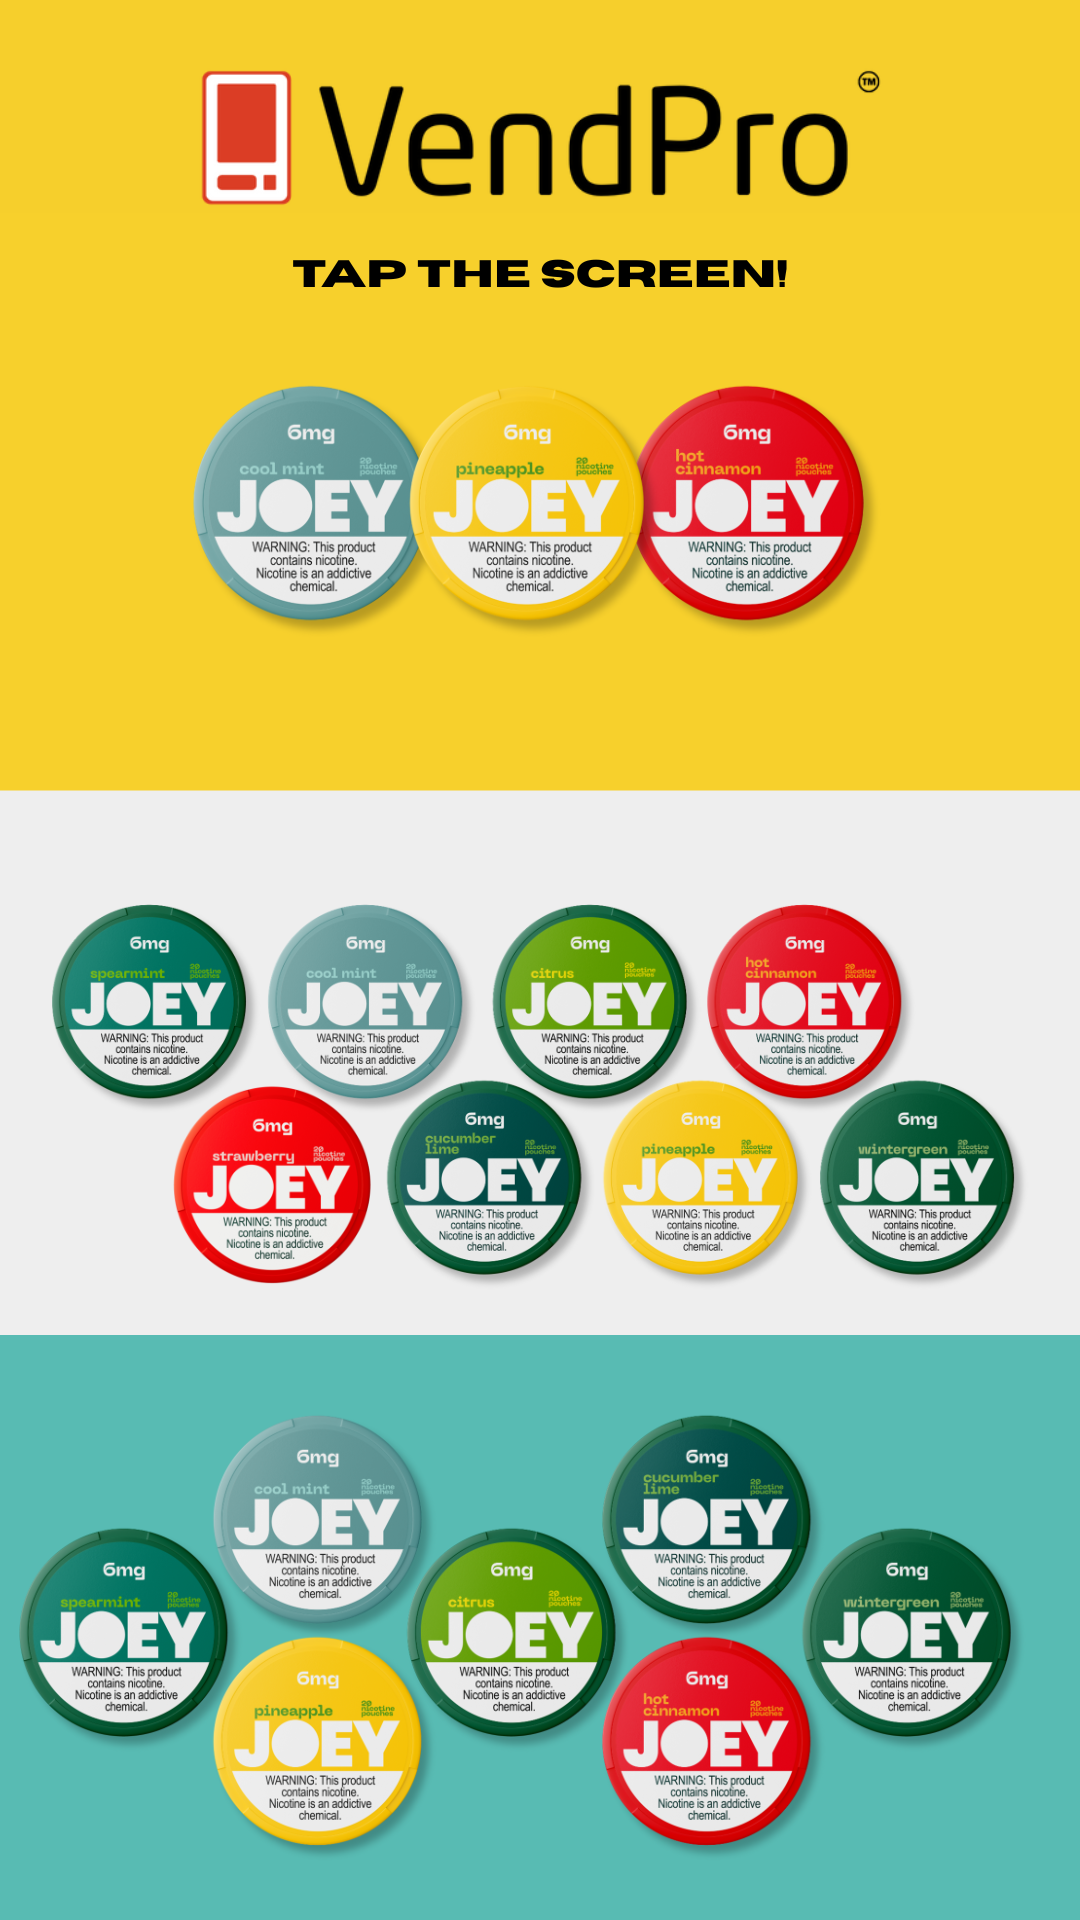 VendPro
TM
TAP THE SCREEN!
6mg
cool mint
20 nicotine pouches
JOEY
WARNING: This product
contains nicotine.
Nicotine is an addictive
chemical.
6mg
pineapple
20 nicotine pouches
JOEY
WARNING: This product
contains nicotine.
Nicotine is an addictive
chemical.
6mg
hot
cinnamon
20 nicotine pouches
JOEY
WARNING: This product
contains nicotine.
Nicotine is an addictive
chemical.
6mg
spearmint
20 nicotine pouches
JOEY
WARNING: This product
contains nicotine.
Nicotine is an addictive
chemical.
6mg
cool mint
20 nicotine pouches
JOEY
WARNING: This product
contains nicotine.
Nicotine is an addictive
chemical.
6mg
citrus
20 nicotine pouches
JOEY
WARNING: This product
contains nicotine.
Nicotine is an addictive
chemical.
6mg
hot
cinnamon
20 nicotine pouches
JOEY
WARNING: This product
contains nicotine.
Nicotine is an addictive
chemical.
6mg
strawberry
20 nicotine pouches
JOEY
WARNING: This product
contains nicotine.
Nicotine is an addictive
chemical.
6mg
cucumber
lime
20 nicotine pouches
JOEY
WARNING: This product
contains nicotine.
Nicotine is an addictive
chemical.
6mg
pineapple
20 nicotine pouches
JOEY
WARNING: This product
contains nicotine.
Nicotine is an addictive
chemical.
6mg
wintergreen
20 nicotine pouches
JOEY
WARNING: This product
contains nicotine.
Nicotine is an addictive
chemical.
6mg
cool mint
20 nicotine pouches
JOEY
WARNING: This product
contains nicotine.
Nicotine is an addictive
chemical.
6mg
cucumber
lime
20 nicotine pouches
JOEY
WARNING: This product
contains nicotine.
Nicotine is an addictive
chemical.
6mg
spearmint
20 nicotine pouches
JOEY
WARNING: This product
contains nicotine.
Nicotine is an addictive
chemical.
6mg
citrus
20 nicotine pouches
JOEY
WARNING: This product
contains nicotine.
Nicotine is an addictive
chemical.
6mg
wintergreen
20 nicotine pouches
JOEY
WARNING: This product
contains nicotine.
Nicotine is an addictive
chemical.
6mg
pineapple
20 nicotine pouches
JOEY
WARNING: This product
contains nicotine.
Nicotine is an addictive
chemical.
6mg
hot
cinnamon
20 nicotine pouches
JOEY
WARNING: This product
contains nicotine.
Nicotine is an addictive
chemical.